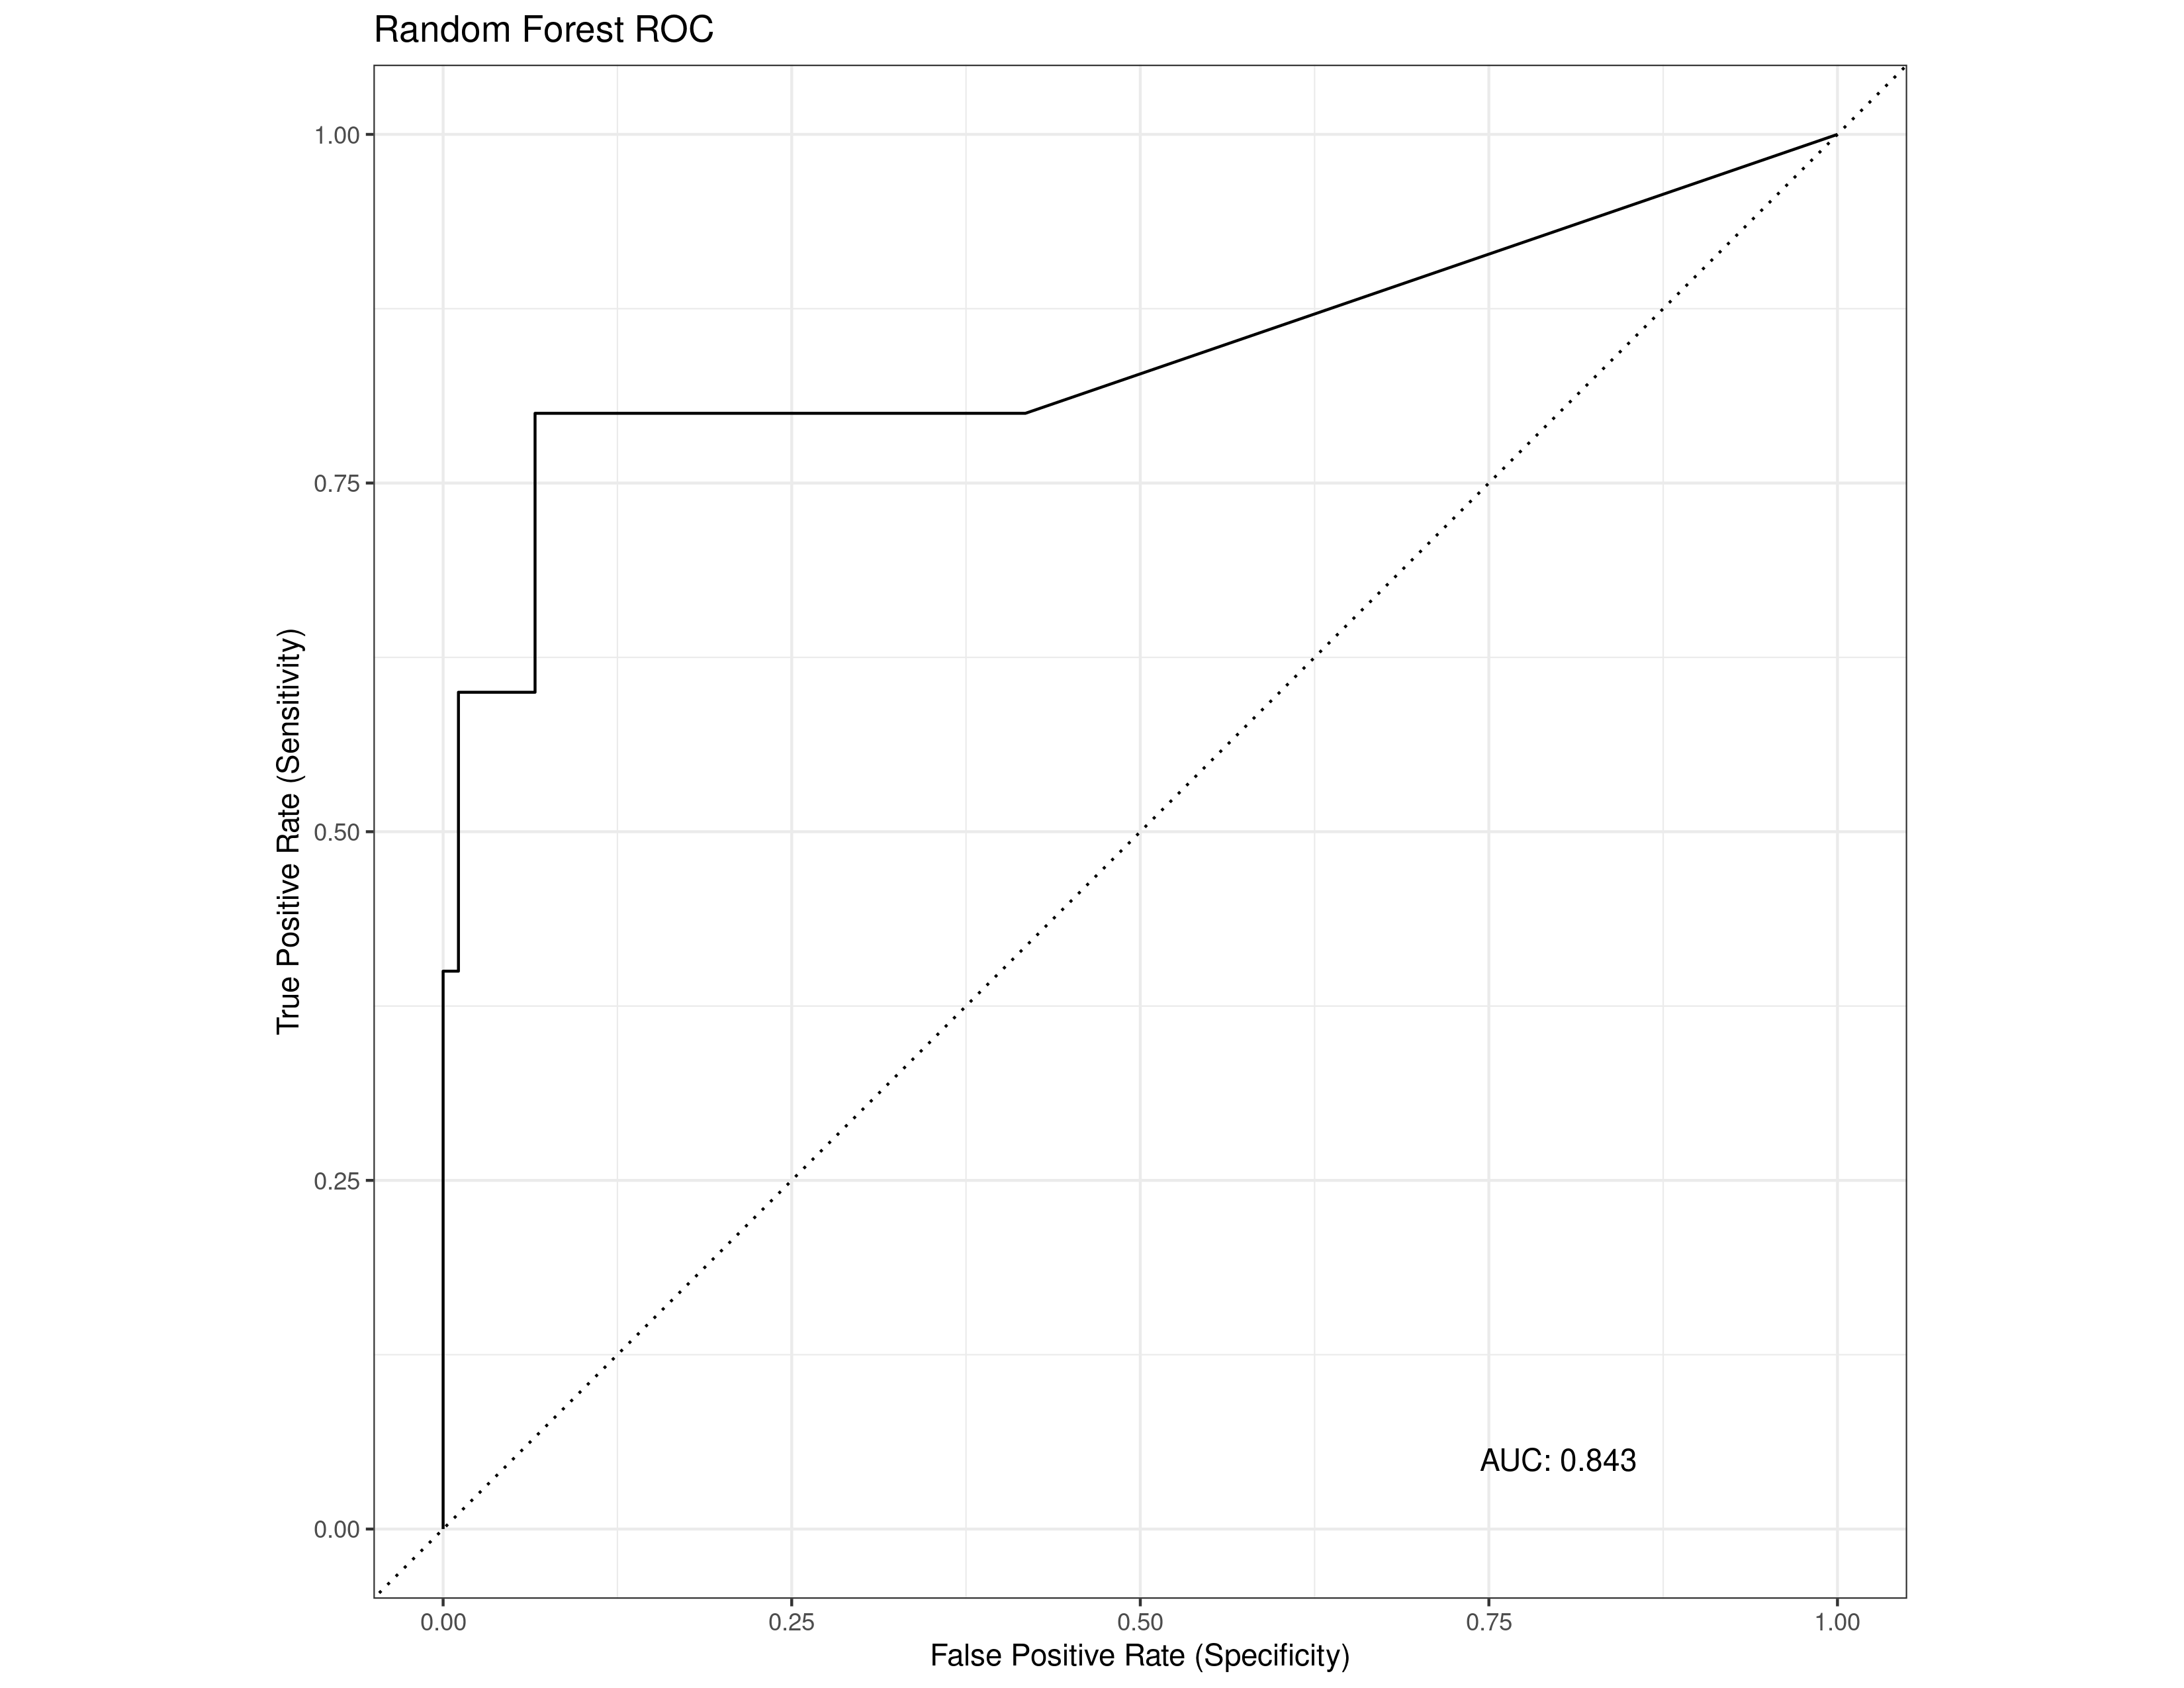 Random Forest ROC
True Positive Rate (Sensitivity)
1.00
0.75
0.50
0.25
0.00
AUC: 0.843
0.00 0.25 0.50 0.75 1.00
False Positive Rate (Specificity)